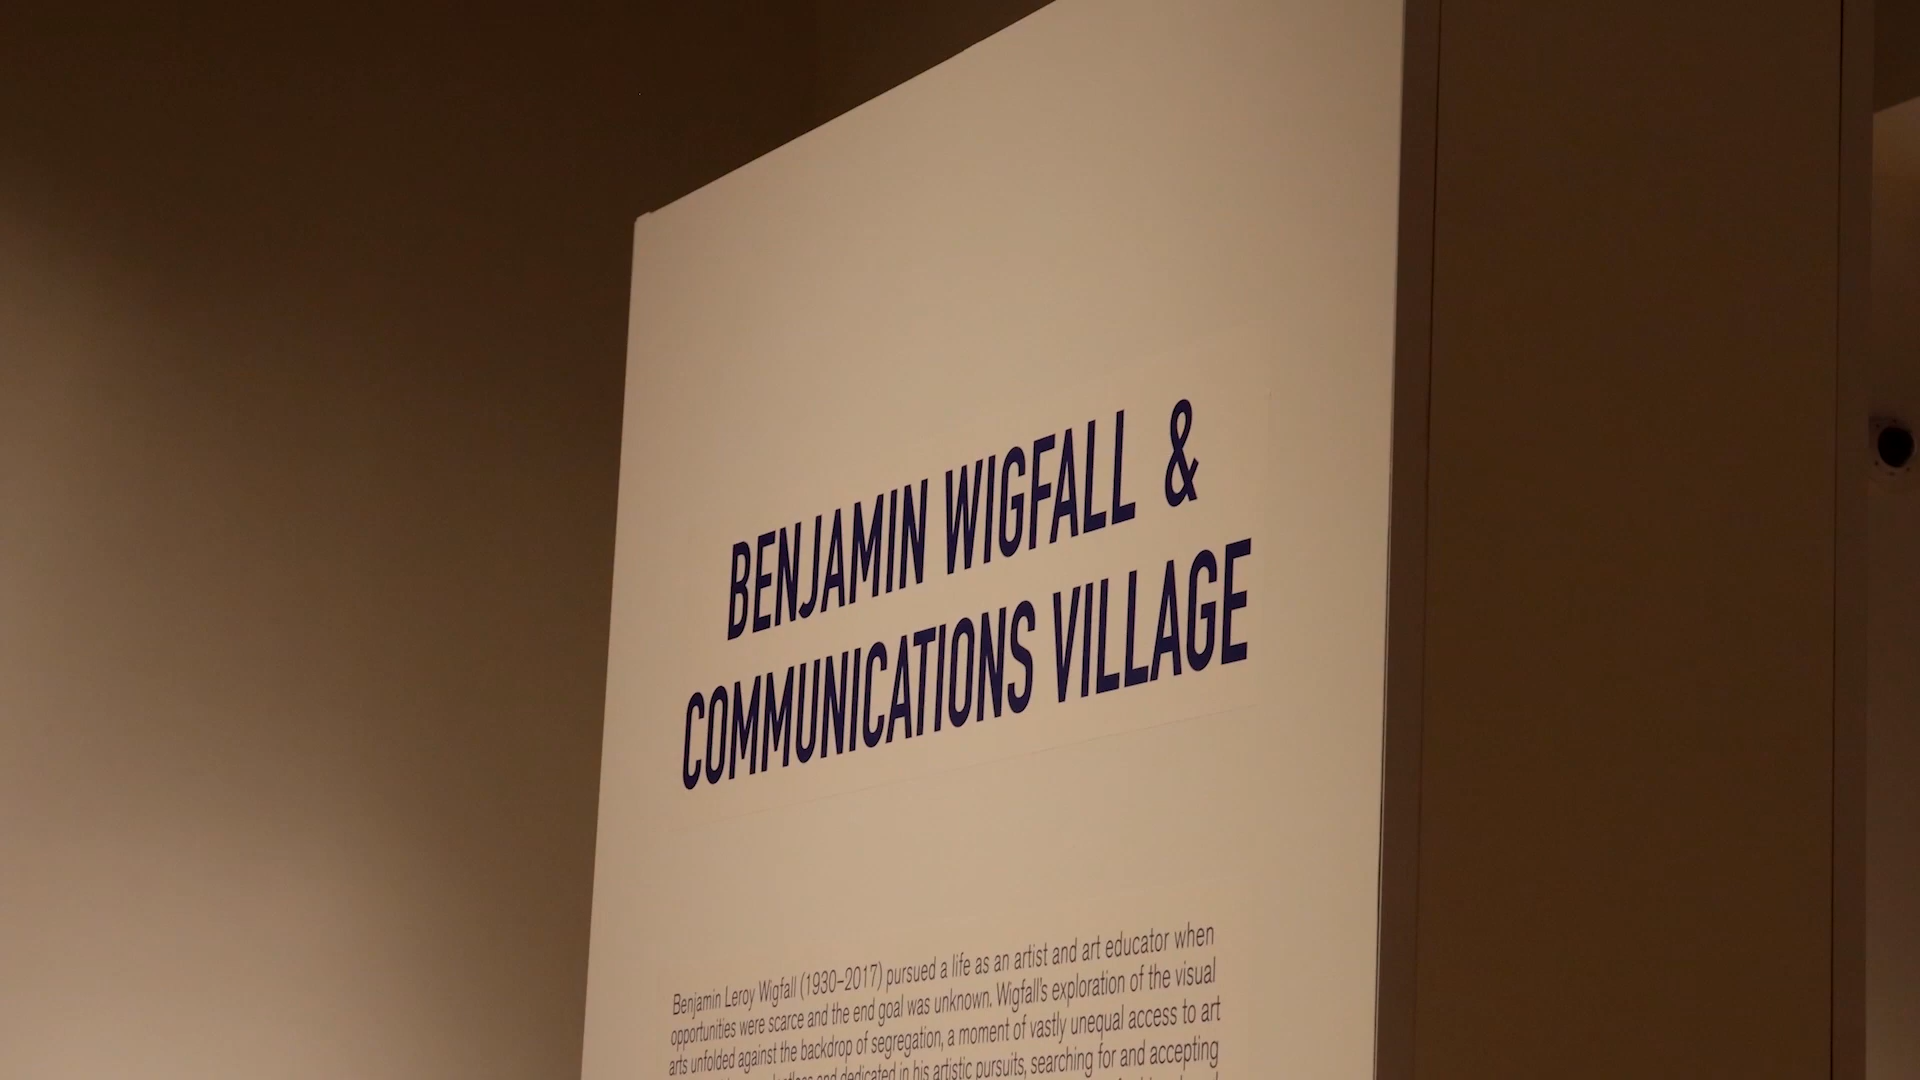 BENJAMIN WIGFALL &
COMMUNICATIONS VILLAGE
Benjamin Leroy Wigfall (1930–2017) pursued a life as an artist and art educator when
opportunities were scarce and the end goal was unknown. Wigfall's exploration of the visual
arts unfolded against the backdrop of segregation, a moment of vastly unequal access to art
and dedicated in his artistic pursuits, searching for and accepting